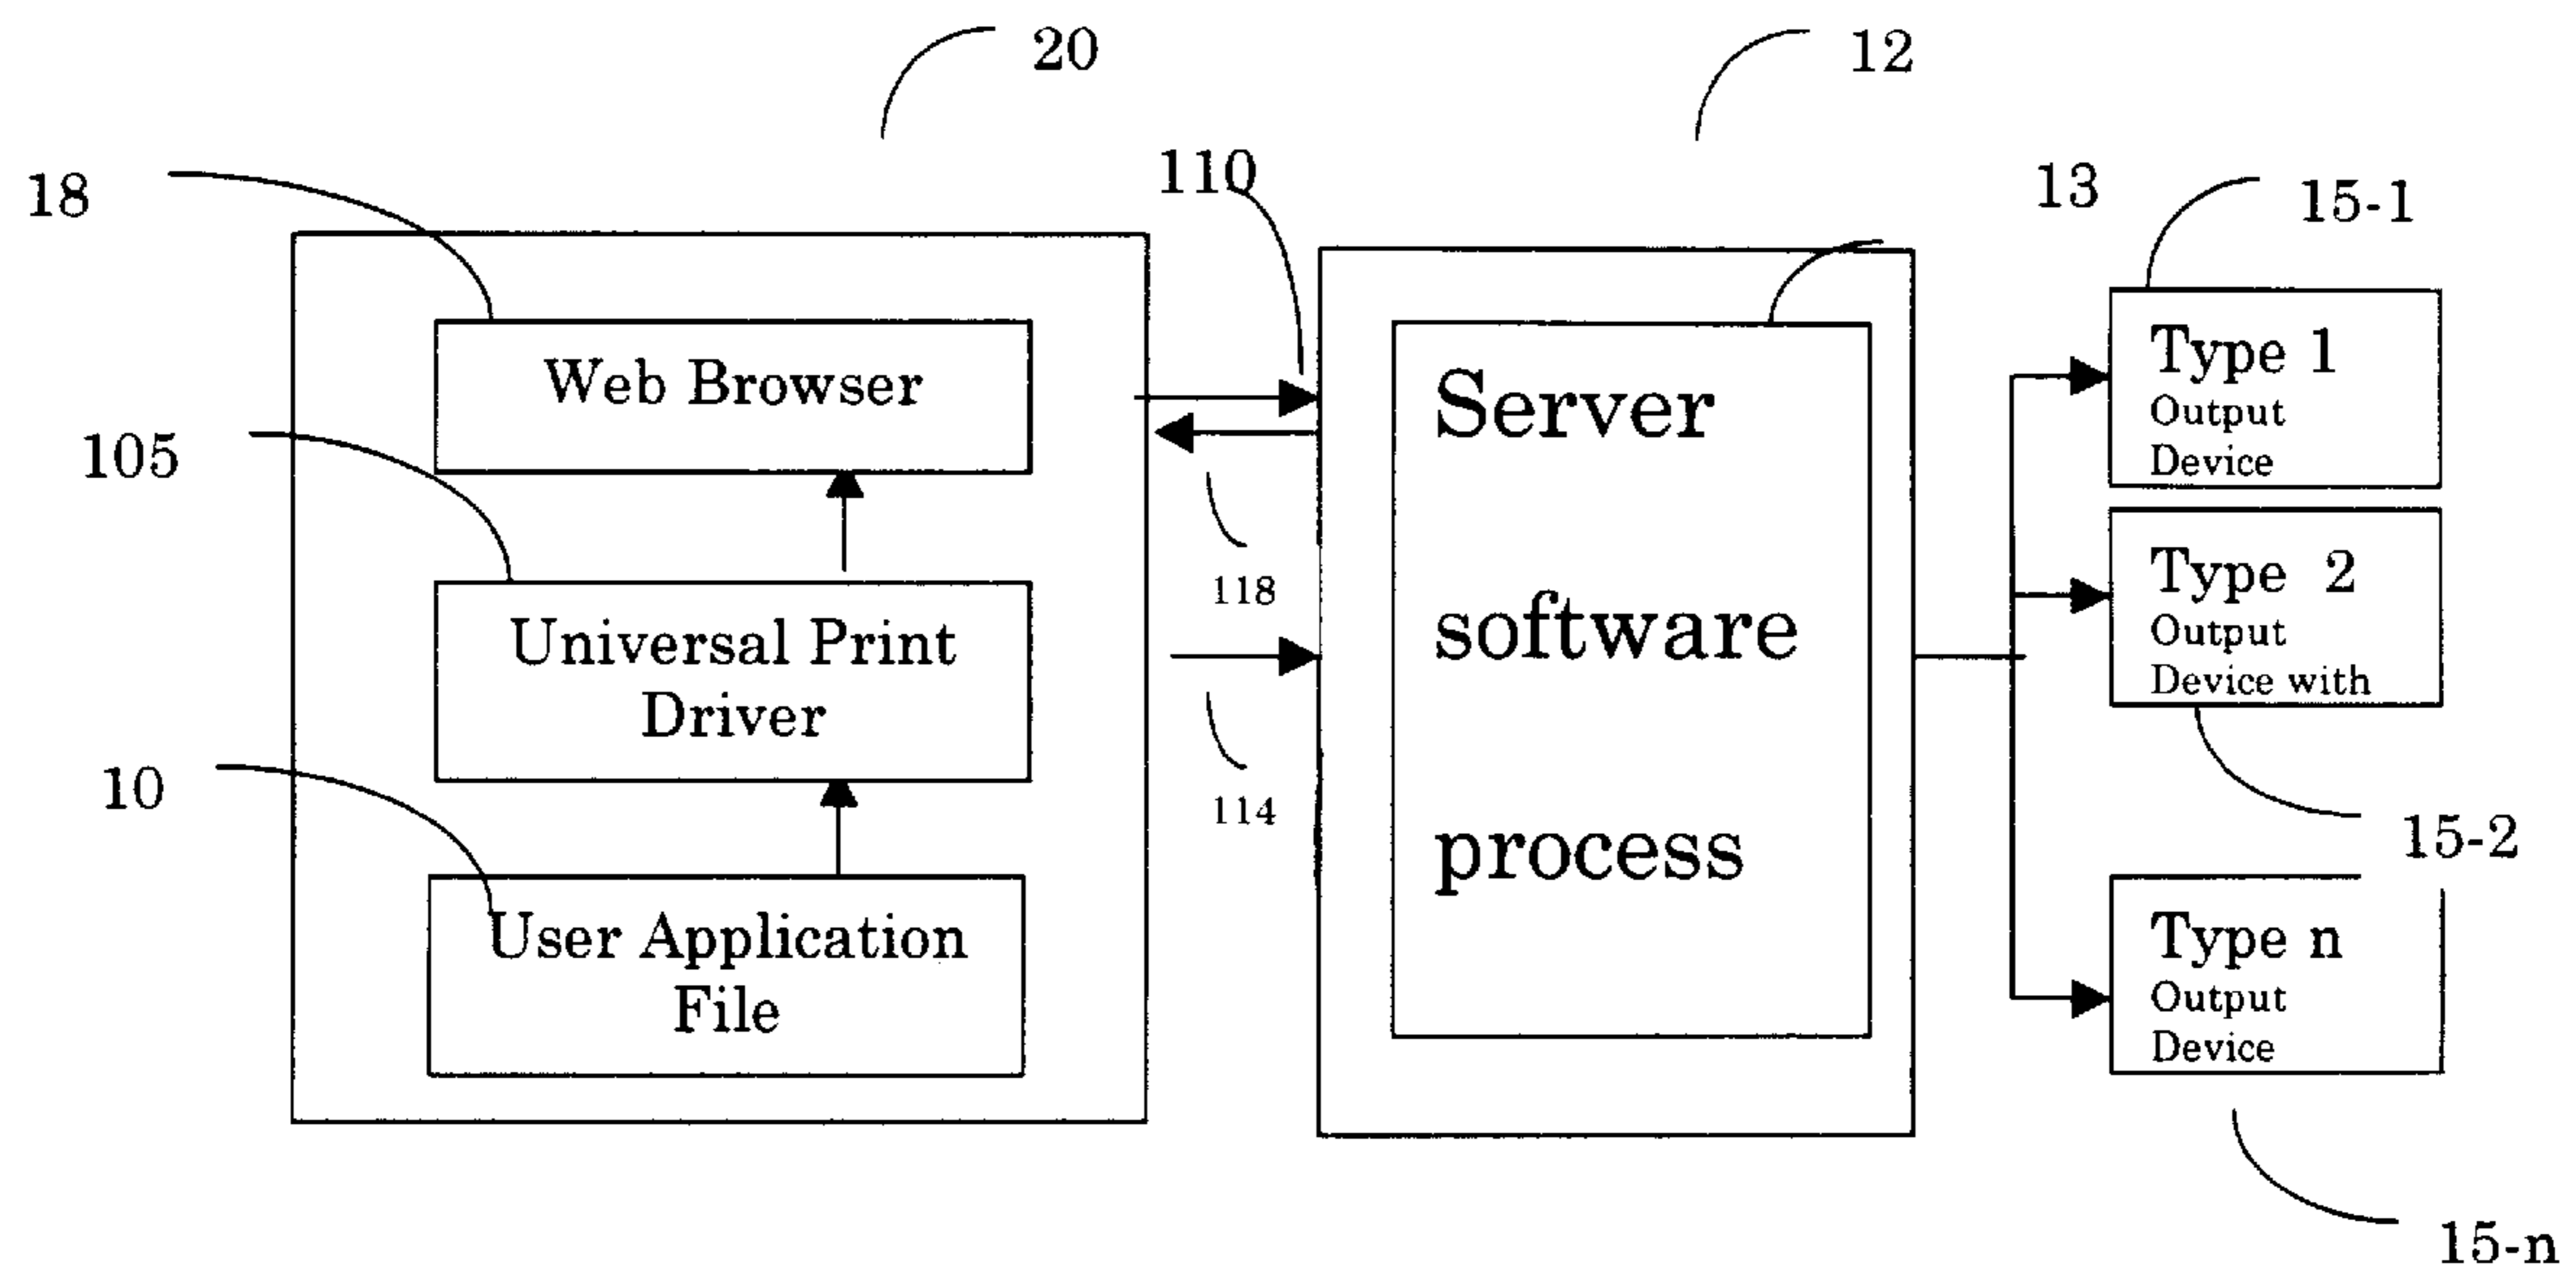 20
12
18
110
13
15-1
Web Browser
105
118
Universal Print
Driver
10
114
User Application
File
Server
software
process
Type 1
Output
Device
Type 2
Output
Device with
15-2
Type n
Output
Device
15-n